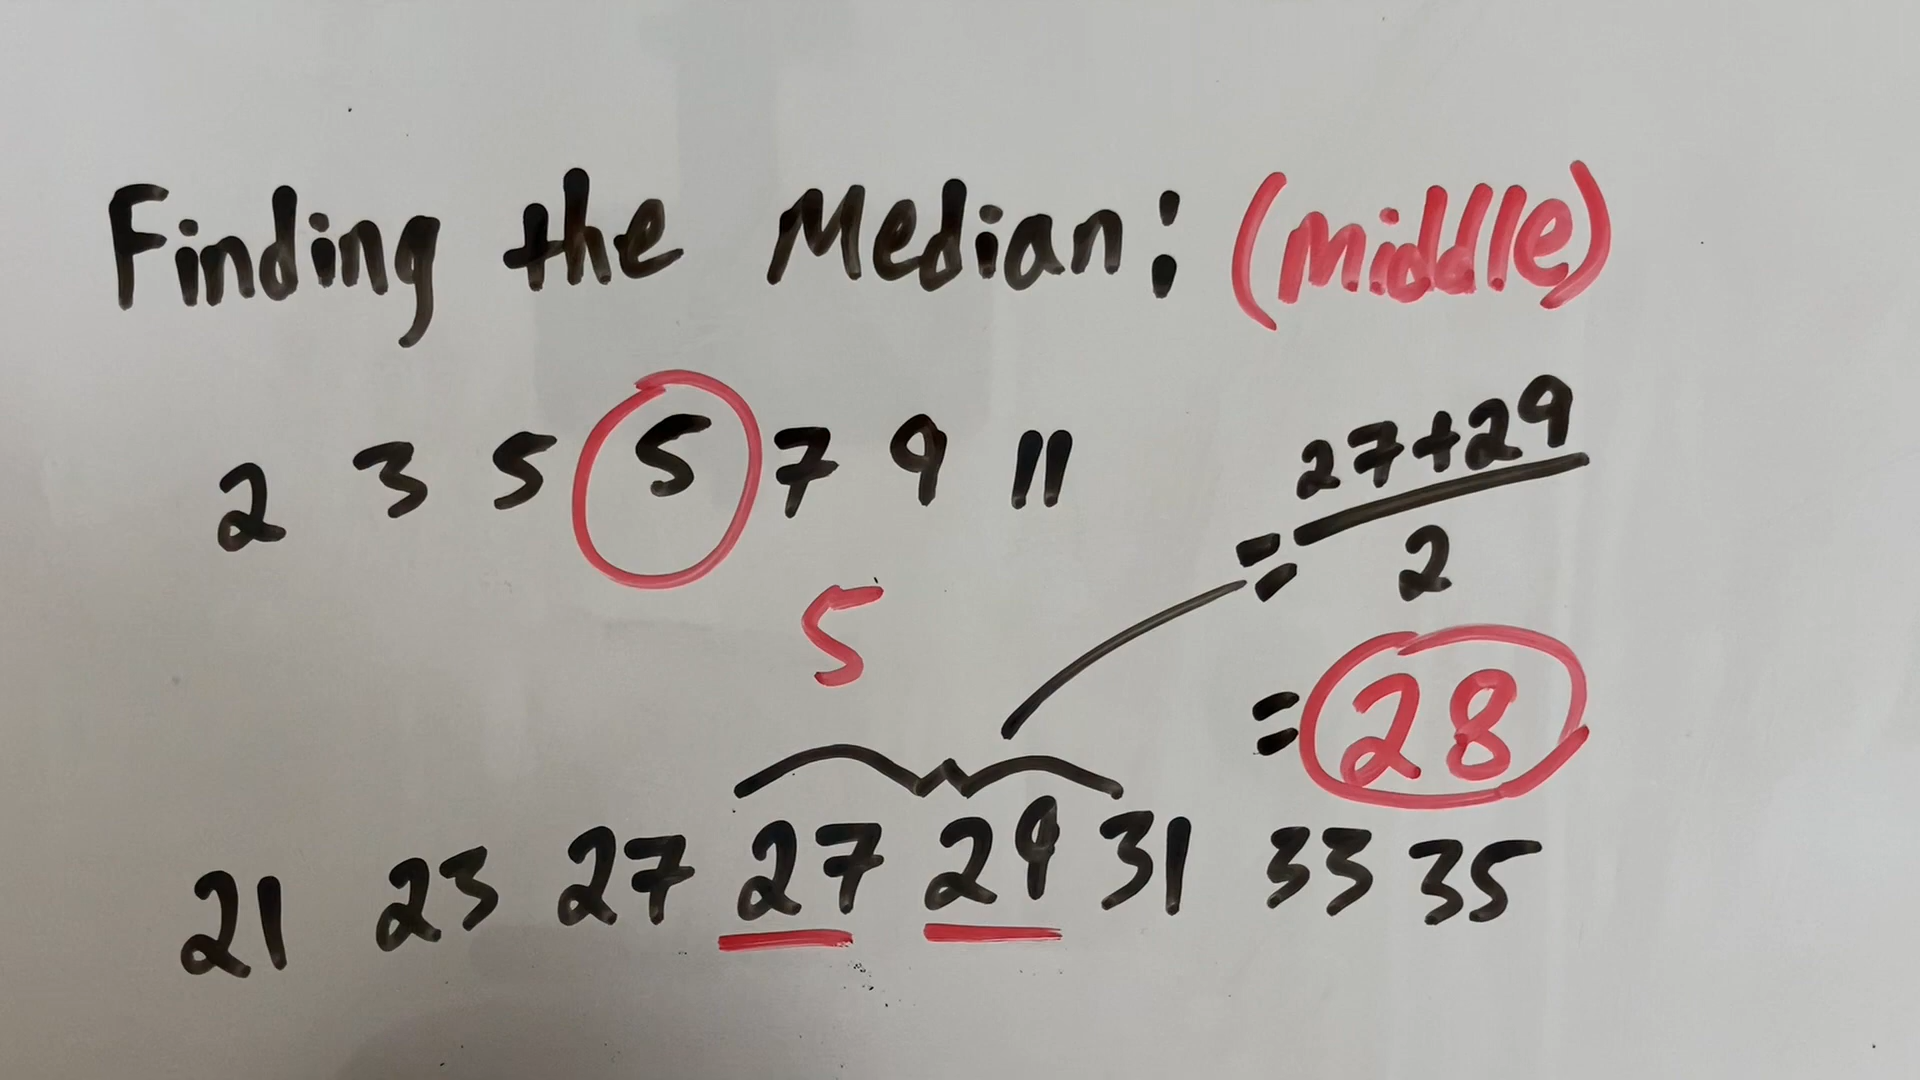 Finding the Median: (Middle)
2 3 5 5 7 9 11
5
= 27+29
2
= 28
21 23 27 27 29 31 33 35